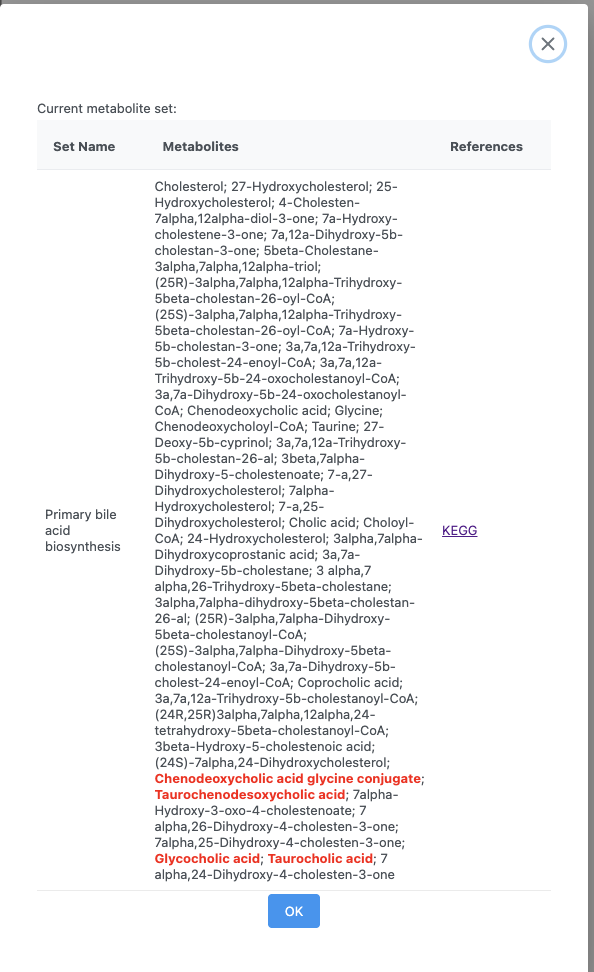 Current metabolite set:
Set Name Metabolites References
Cholesterol; 27-Hydroxycholesterol; 25-
Hydroxycholesterol; 4-Cholesten-
7alpha,12alpha-diol-3-one; 7a-Hydroxy-
cholestene-3-one; 7a,12a-Dihydroxy-5b-
cholestan-3-one; 5beta-Cholestane-
3alpha,7alpha,12alpha-triol;
(25R)-3alpha,7alpha,12alpha-Trihydroxy-
5beta-cholestan-26-oyl-CoA;
(25S)-3alpha,7alpha,12alpha-Trihydroxy-
5beta-cholestan-26-oyl-CoA; 7a-Hydroxy-
5b-cholestan-3-one; 3a,7a,12a-Trihydroxy-
5b-cholest-24-enoyl-CoA; 3a,7a,12a-
Trihydroxy-5b-24-oxocholestanoyl-CoA;
3a,7a-Dihydroxy-5b-24-oxocholestanoyl-
CoA; Chenodeoxycholic acid; Glycine;
Chenodeoxycholoyl-CoA; Taurine; 27-
Deoxy-5b-cyprinol; 3a,7a,12a-Trihydroxy-
5b-cholestan-26-al; 3beta,7alpha-
Dihydroxy-5-cholestenoate; 7-a,27-
Dihydroxycholesterol; 7alpha-
Hydroxycholesterol; 7-a,25-
Dihydroxycholesterol; Cholic acid; Choloyl-
CoA; 24-Hydroxycholesterol; 3alpha,7alpha-
Dihydroxycoprostanic acid; 3a,7a-
Dihydroxy-5b-cholestane; 3 alpha,7
alpha,26-Trihydroxy-5beta-cholestane;
3alpha,7alpha-dihydroxy-5beta-cholestan-
26-al; (25R)-3alpha,7alpha-Dihydroxy-
5beta-cholestanoyl-CoA;
(25S)-3alpha,7alpha-Dihydroxy-5beta-
cholestanoyl-CoA; 3a,7a-Dihydroxy-5b-
cholest-24-enoyl-CoA; Coprocholic acid;
3a,7a,12a-Trihydroxy-5b-cholestanoyl-CoA;
(24R,25R)3alpha,7alpha,12alpha,24-
tetrahydroxy-5beta-cholestanoyl-CoA;
3beta-Hydroxy-5-cholestenoic acid;
(24S)-7alpha,24-Dihydroxycholesterol;
Chenodeoxycholic acid glycine conjugate;
Taurochenodesoxycholic acid; 7alpha-
Hydroxy-3-oxo-4-cholestenoate; 7
alpha,26-Dihydroxy-4-cholesten-3-one;
7alpha,25-Dihydroxy-4-cholesten-3-one;
Glycocholic acid; Taurocholic acid; 7
alpha,24-Dihydroxy-4-cholesten-3-one
Primary bile
acid
biosynthesis
KEGG
OK